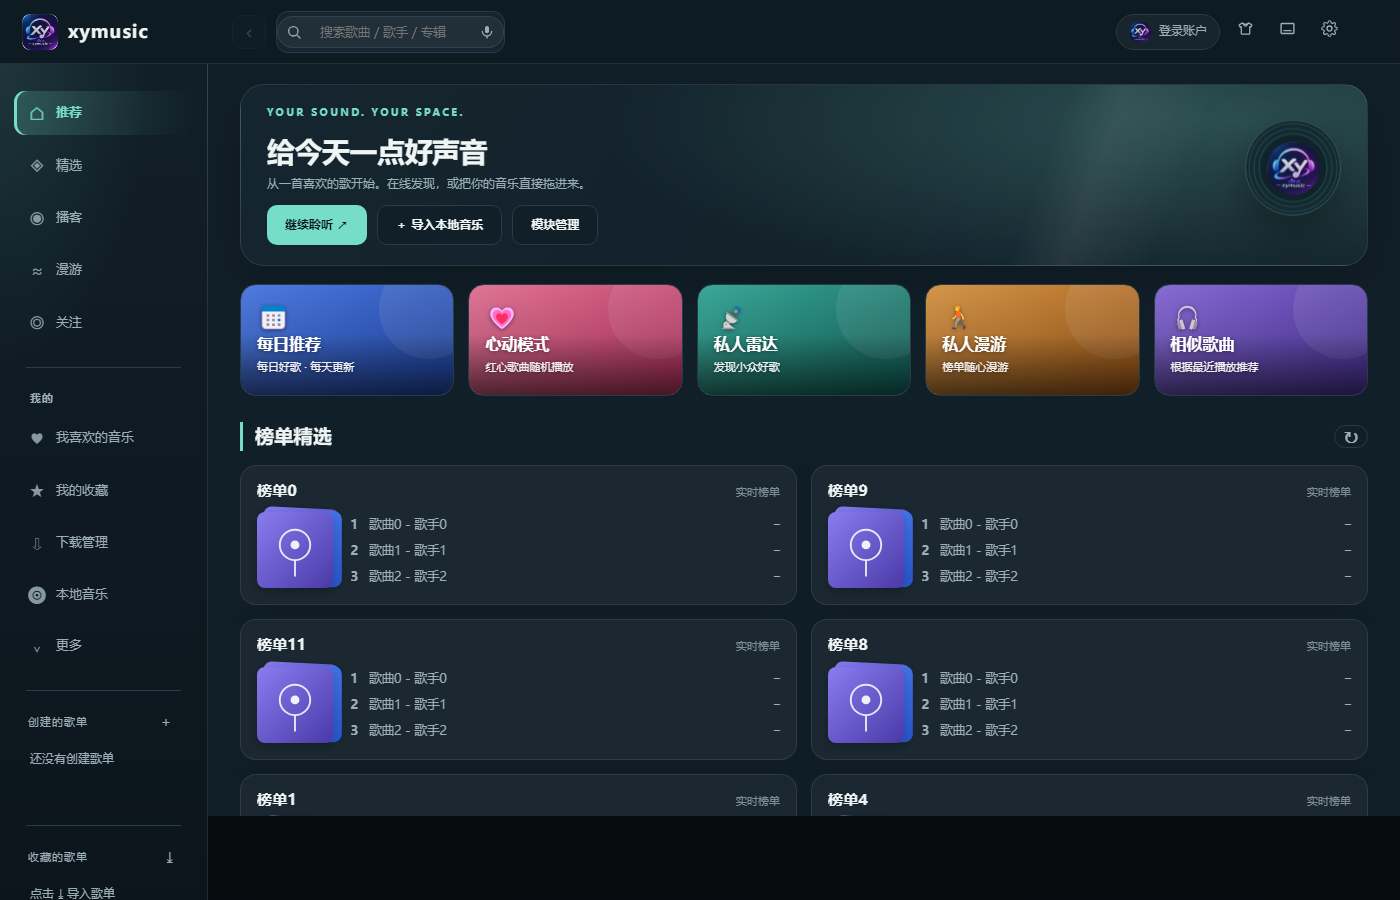 xymusic
搜索歌曲 / 歌手 / 专辑
登录账户
推荐
精选
播客
漫游
关注
我的
我喜欢的音乐
我的收藏
下载管理
本地音乐
更多
创建的歌单 +
还没有创建歌单
收藏的歌单 ⤓
点击⤓导入歌单
YOUR SOUND. YOUR SPACE.
给今天一点好声音
从一首喜欢的歌开始。在线发现，或把你的音乐直接拖进来。
继续聆听 ↗
+ 导入本地音乐
模块管理
每日推荐
每日好歌 · 每天更新
心动模式
红心歌曲随机播放
私人雷达
发现小众好歌
私人漫游
榜单随心漫游
相似歌曲
根据最近播放推荐
榜单精选
榜单0 实时榜单
1 歌曲0 - 歌手0 –
2 歌曲1 - 歌手1 –
3 歌曲2 - 歌手2 –
榜单9 实时榜单
1 歌曲0 - 歌手0 –
2 歌曲1 - 歌手1 –
3 歌曲2 - 歌手2 –
榜单11 实时榜单
1 歌曲0 - 歌手0 –
2 歌曲1 - 歌手1 –
3 歌曲2 - 歌手2 –
榜单8 实时榜单
1 歌曲0 - 歌手0 –
2 歌曲1 - 歌手1 –
3 歌曲2 - 歌手2 –
榜单1 实时榜单
榜单4 实时榜单
xy
xymusic